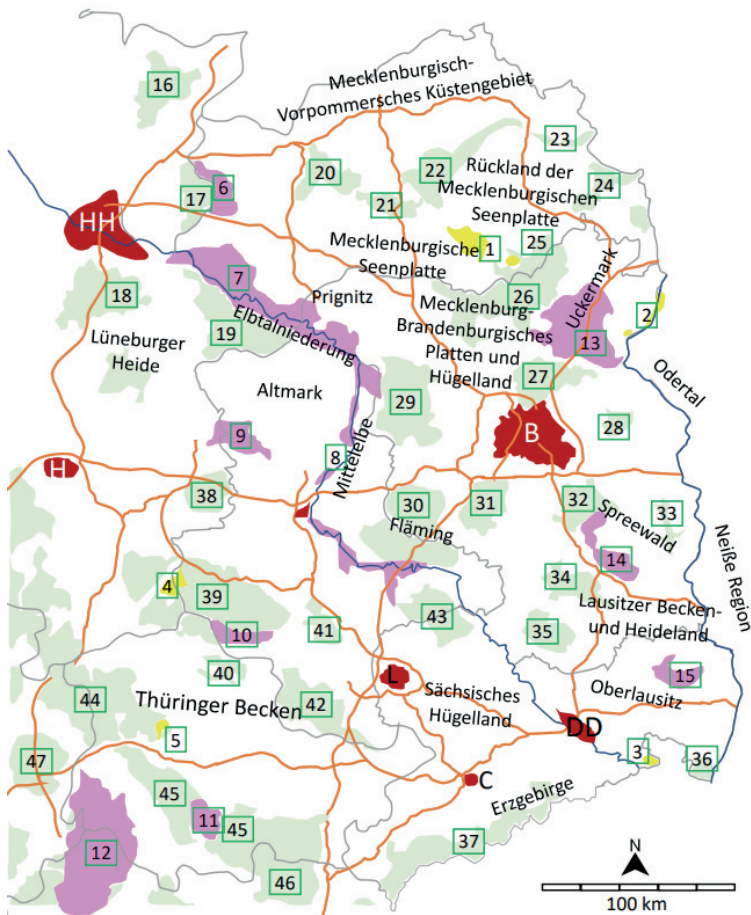 16
Mecklenburgisch-
Vorpommersches Küstengebiet
23
6
17
20
21
22
Rückland der
Mecklenburgischen
Seenplatte
24
HH
Mecklenburgische
Seenplatte
1
25
7
18
19
Prignitz
Elbtalniederung
26
Uckermark
2
Mecklenburg-
Brandenburgisches
Platten und
Hügelland
13
Lüneburger
Heide
Altmark
27
Odertal
29
B
28
9
8
Mittelelbe
H
38
30
31
32
33
Fläming
Spreewald
14
Neiße Region
4
39
34
Lausitzer Becken-
und Heideland
10
41
43
35
40
15
44
Thüringer Becken
42
L
Sächsisches
Hügelland
Oberlausitz
5
DD
47
3
36
C
45
11
45
Erzgebirge
12
37
46
N
100 km